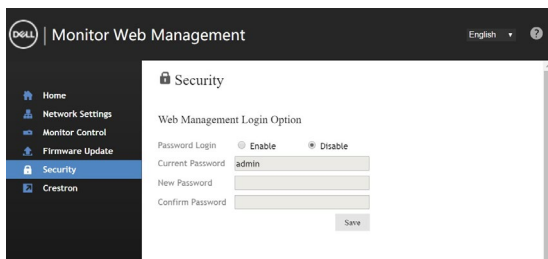 DELL | Monitor Web Management
English
?
Home
Network Settings
Monitor Control
Firmware Update
Security
Crestron
Security
Web Management Login Option
Password Login Enable Disable
Current Password admin
New Password
Confirm Password
Save